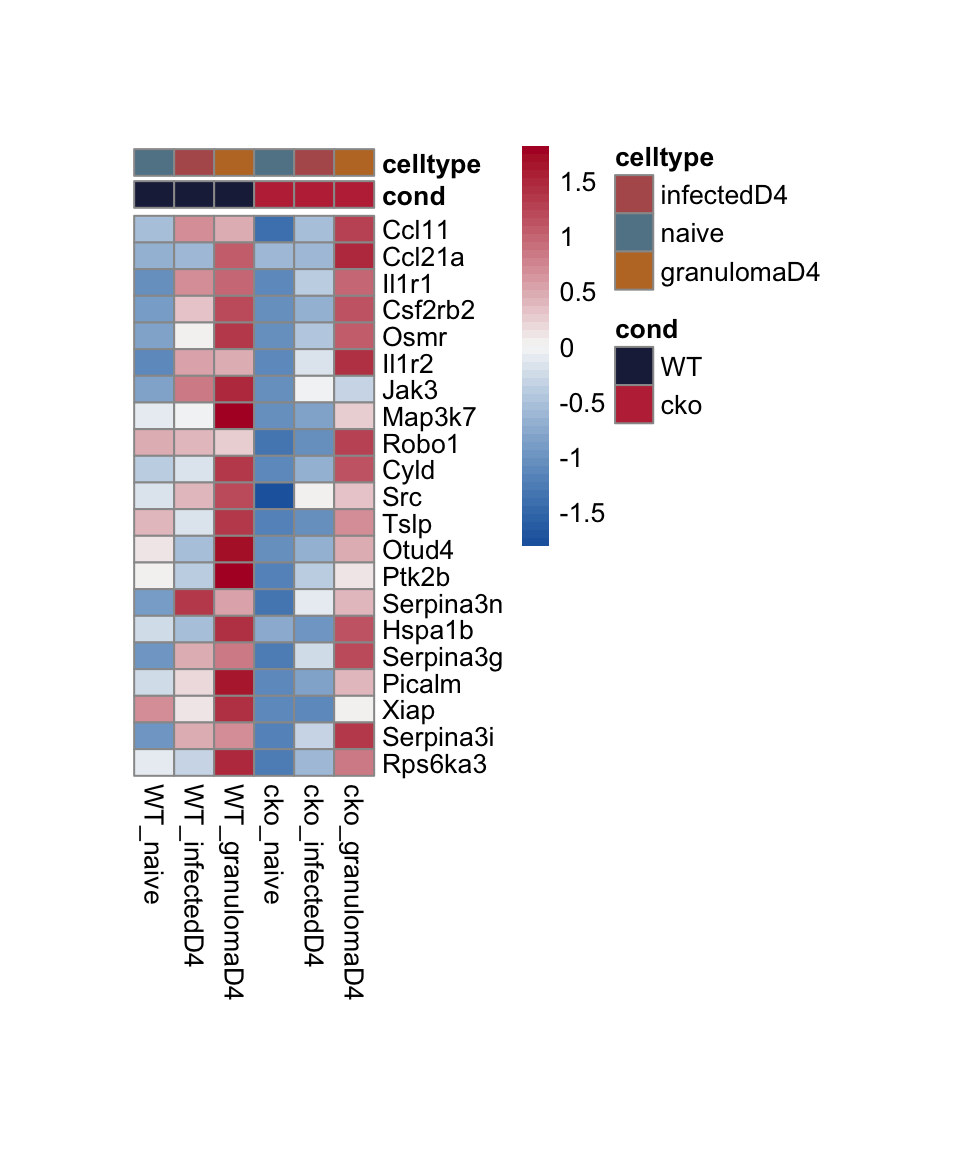 celltype
cond
Ccl11
Ccl21a
Il1r1
Csf2rb2
Osmr
Il1r2
Jak3
Map3k7
Robo1
Cyld
Src
Tslp
Otud4
Ptk2b
Serpina3n
Hspa1b
Serpina3g
Picalm
Xiap
Serpina3i
Rps6ka3
WT_naive
WT_infectedD4
WT_granulomaD4
cko_naive
cko_infectedD4
cko_granulomaD4
1.5
1
0.5
0
-0.5
-1
-1.5
celltype
infectedD4
naive
granulomaD4
cond
WT
cko